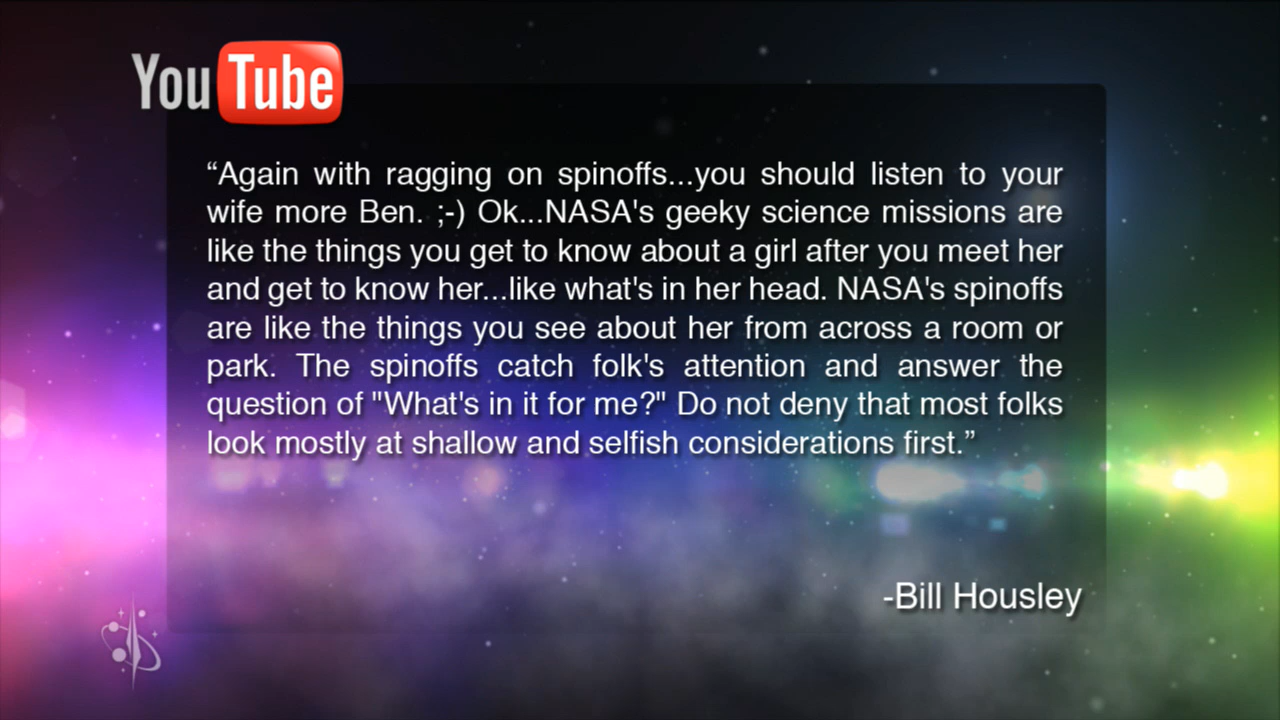 YouTube
“Again with ragging on spinoffs...you should listen to your
wife more Ben. ;-) Ok...NASA's geeky science missions are
like the things you get to know about a girl after you meet her
and get to know her...like what's in her head. NASA's spinoffs
are like the things you see about her from across a room or
park. The spinoffs catch folk's attention and answer the
question of "What's in it for me?" Do not deny that most folks
look mostly at shallow and selfish considerations first.”
-Bill Housley